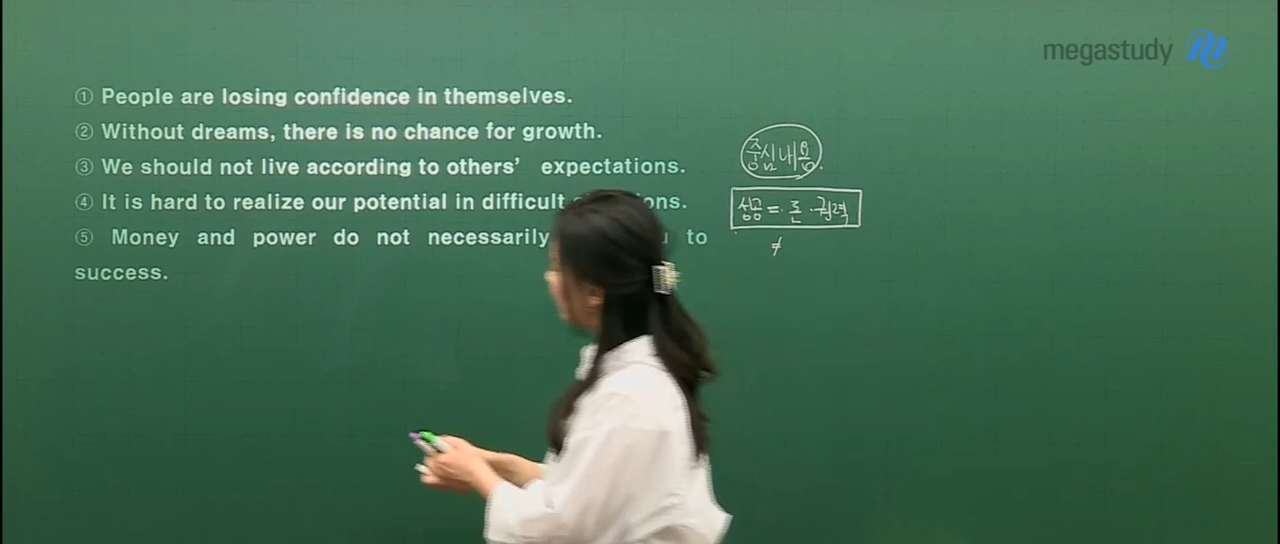 megastudy
① People are losing confidence in themselves.
② Without dreams, there is no chance for growth.
③ We should not live according to others’ expectations.
④ It is hard to realize our potential in difficult ons.
⑤ Money and power do not necessarily to
success.
중심내용.
성공 = 돈 · 권력
≠